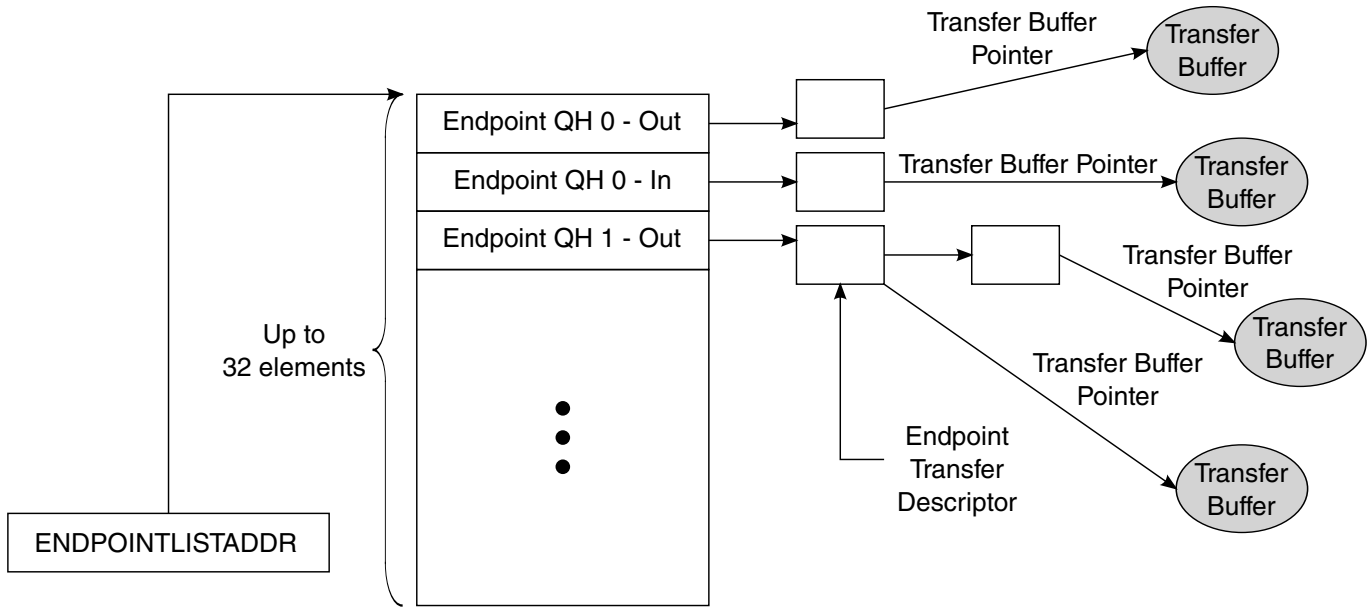 Transfer Buffer
Pointer
Transfer
Buffer
Endpoint QH 0 - Out
Endpoint QH 0 - In
Transfer Buffer Pointer
Transfer
Buffer
Endpoint QH 1 - Out
Transfer Buffer
Pointer
Transfer
Buffer
Up to
32 elements
Transfer Buffer
Pointer
Endpoint
Transfer
Descriptor
Transfer
Buffer
ENDPOINTLISTADDR